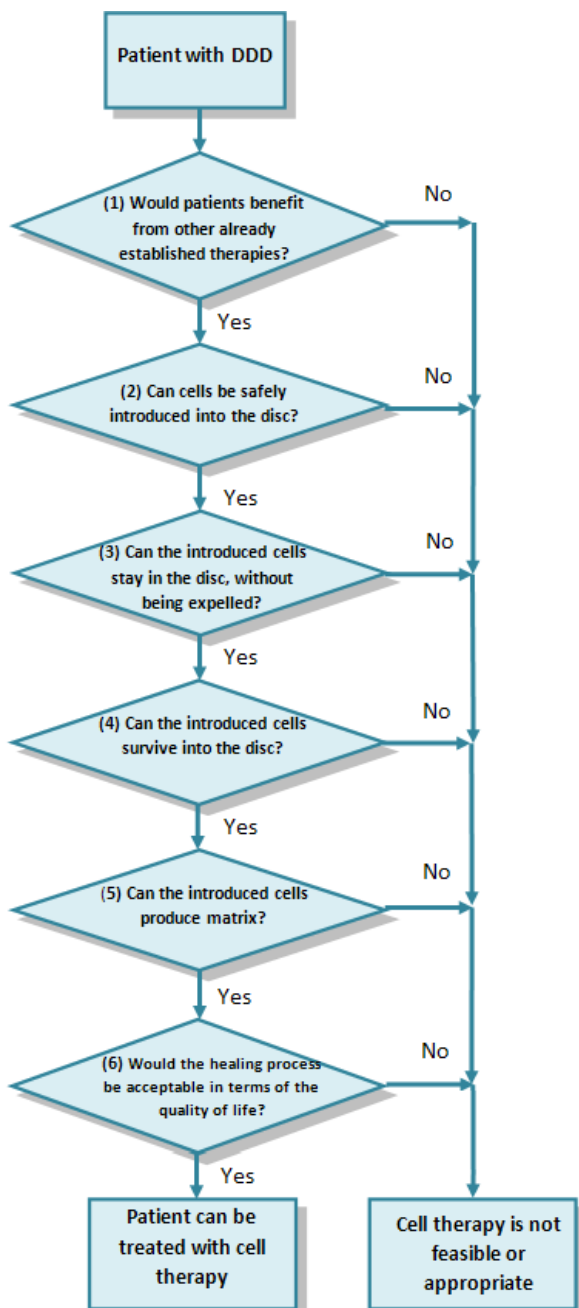 Patient with DDD
(1) Would patients benefit
from other already
established therapies?
No
Yes
(2) Can cells be safely
introduced into the disc?
No
Yes
(3) Can the introduced cells
stay in the disc, without
being expelled?
No
Yes
(4) Can the introduced cells
survive into the disc?
No
Yes
(5) Can the introduced cells
produce matrix?
No
Yes
(6) Would the healing process
be acceptable in terms of the
quality of life?
No
Yes
Patient can be
treated with cell
therapy
Cell therapy is not
feasible or
appropriate